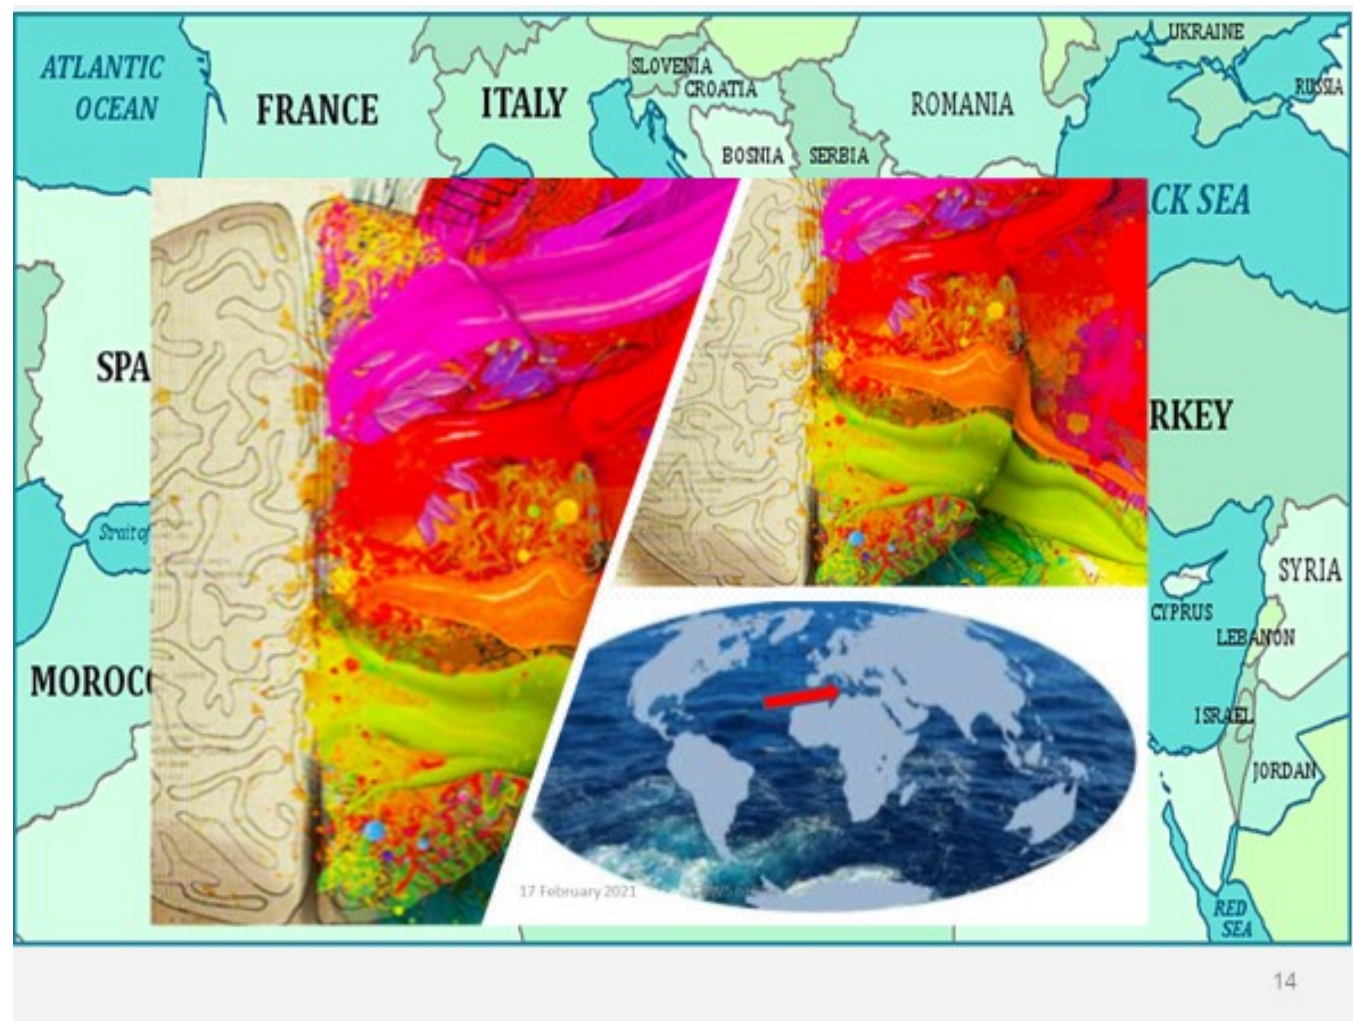 UKRAINE
ATLANTIC
OCEAN
SLOVENIA
CROATIA
RUSSIA
FRANCE
ITALY
ROMANIA
BOSNIA
SERBIA
CK SEA
SPA
RKEY
Strait of
SYRIA
CYPRUS
LEBANON
MOROC
ISRAEL
JORDAN
17 February 2021
RED
SEA
14